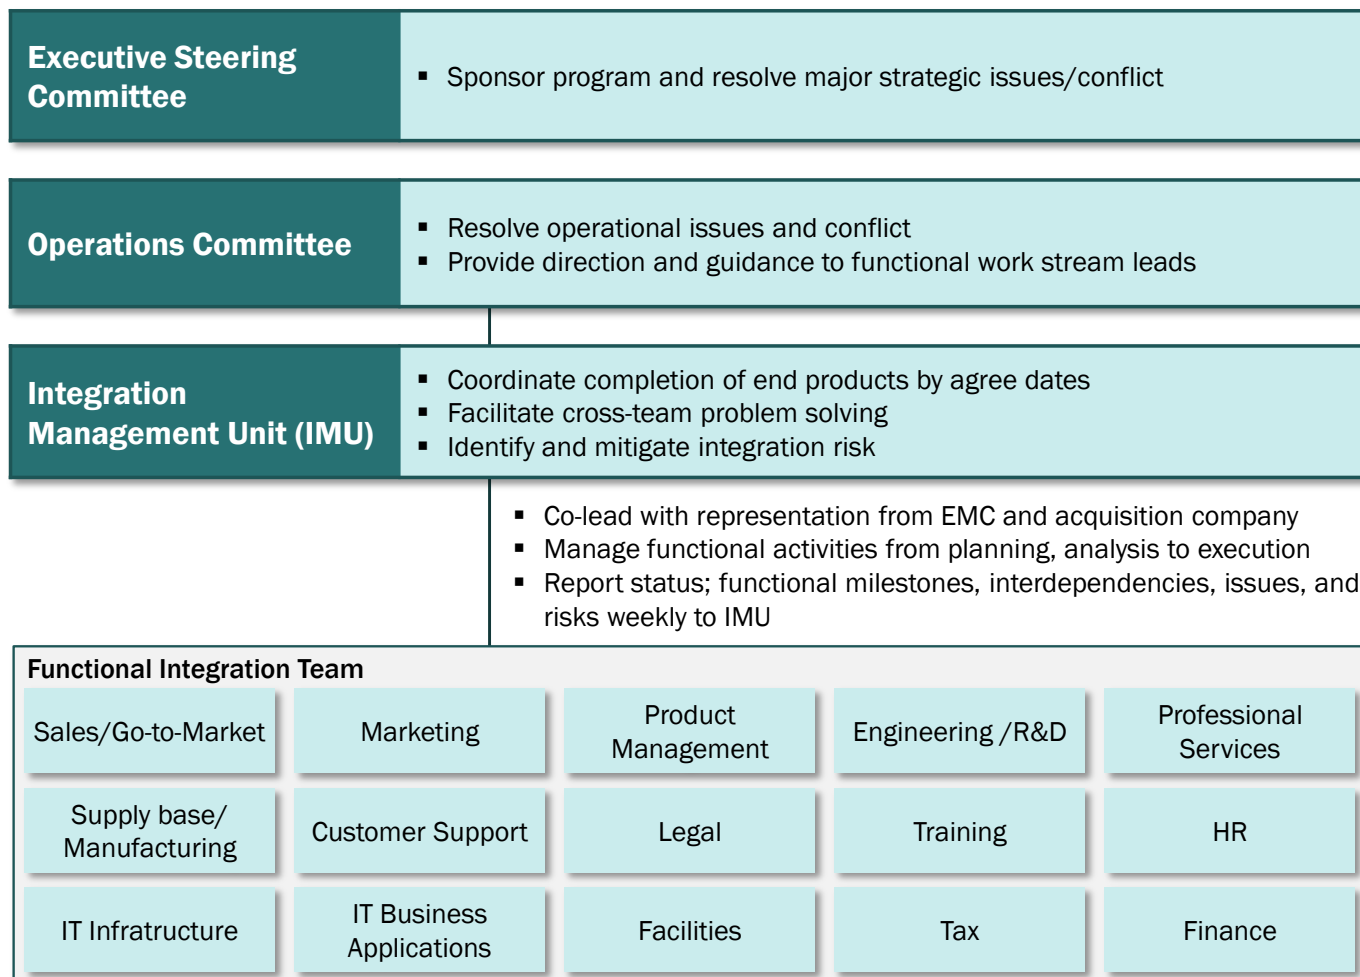 Executive Steering
Committee
▪ Sponsor program and resolve major strategic issues/conflict
Operations Committee
▪ Resolve operational issues and conflict
▪ Provide direction and guidance to functional work stream leads
Integration
Management Unit (IMU)
▪ Coordinate completion of end products by agree dates
▪ Facilitate cross-team problem solving
▪ Identify and mitigate integration risk
▪ Co-lead with representation from EMC and acquisition company
▪ Manage functional activities from planning, analysis to execution
▪ Report status; functional milestones, interdependencies, issues, and
risks weekly to IMU
Functional Integration Team
Sales/Go-to-Market
Marketing
Product
Management
Engineering /R&D
Professional
Services
Supply base/
Manufacturing
Customer Support
Legal
Training
HR
IT Infratructure
IT Business
Applications
Facilities
Tax
Finance